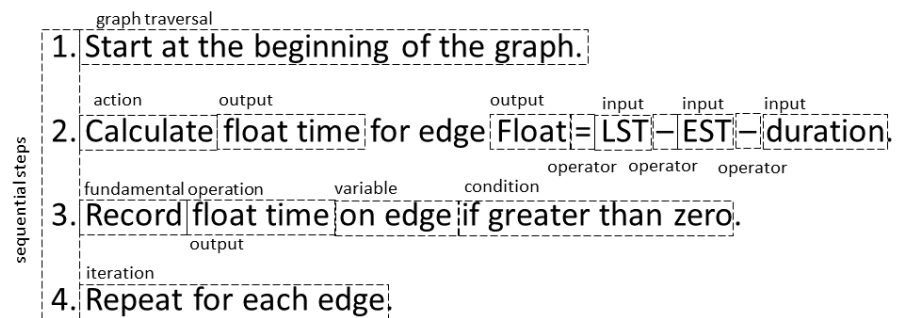 graph traversal
1. Start at the beginning of the graph.
action output output input input input
2. Calculate float time for edge Float = LST – EST – duration.
operator operator operator
fundamental operation variable condition
3. Record float time on edge if greater than zero.
output
iteration
4. Repeat for each edge.
sequential steps